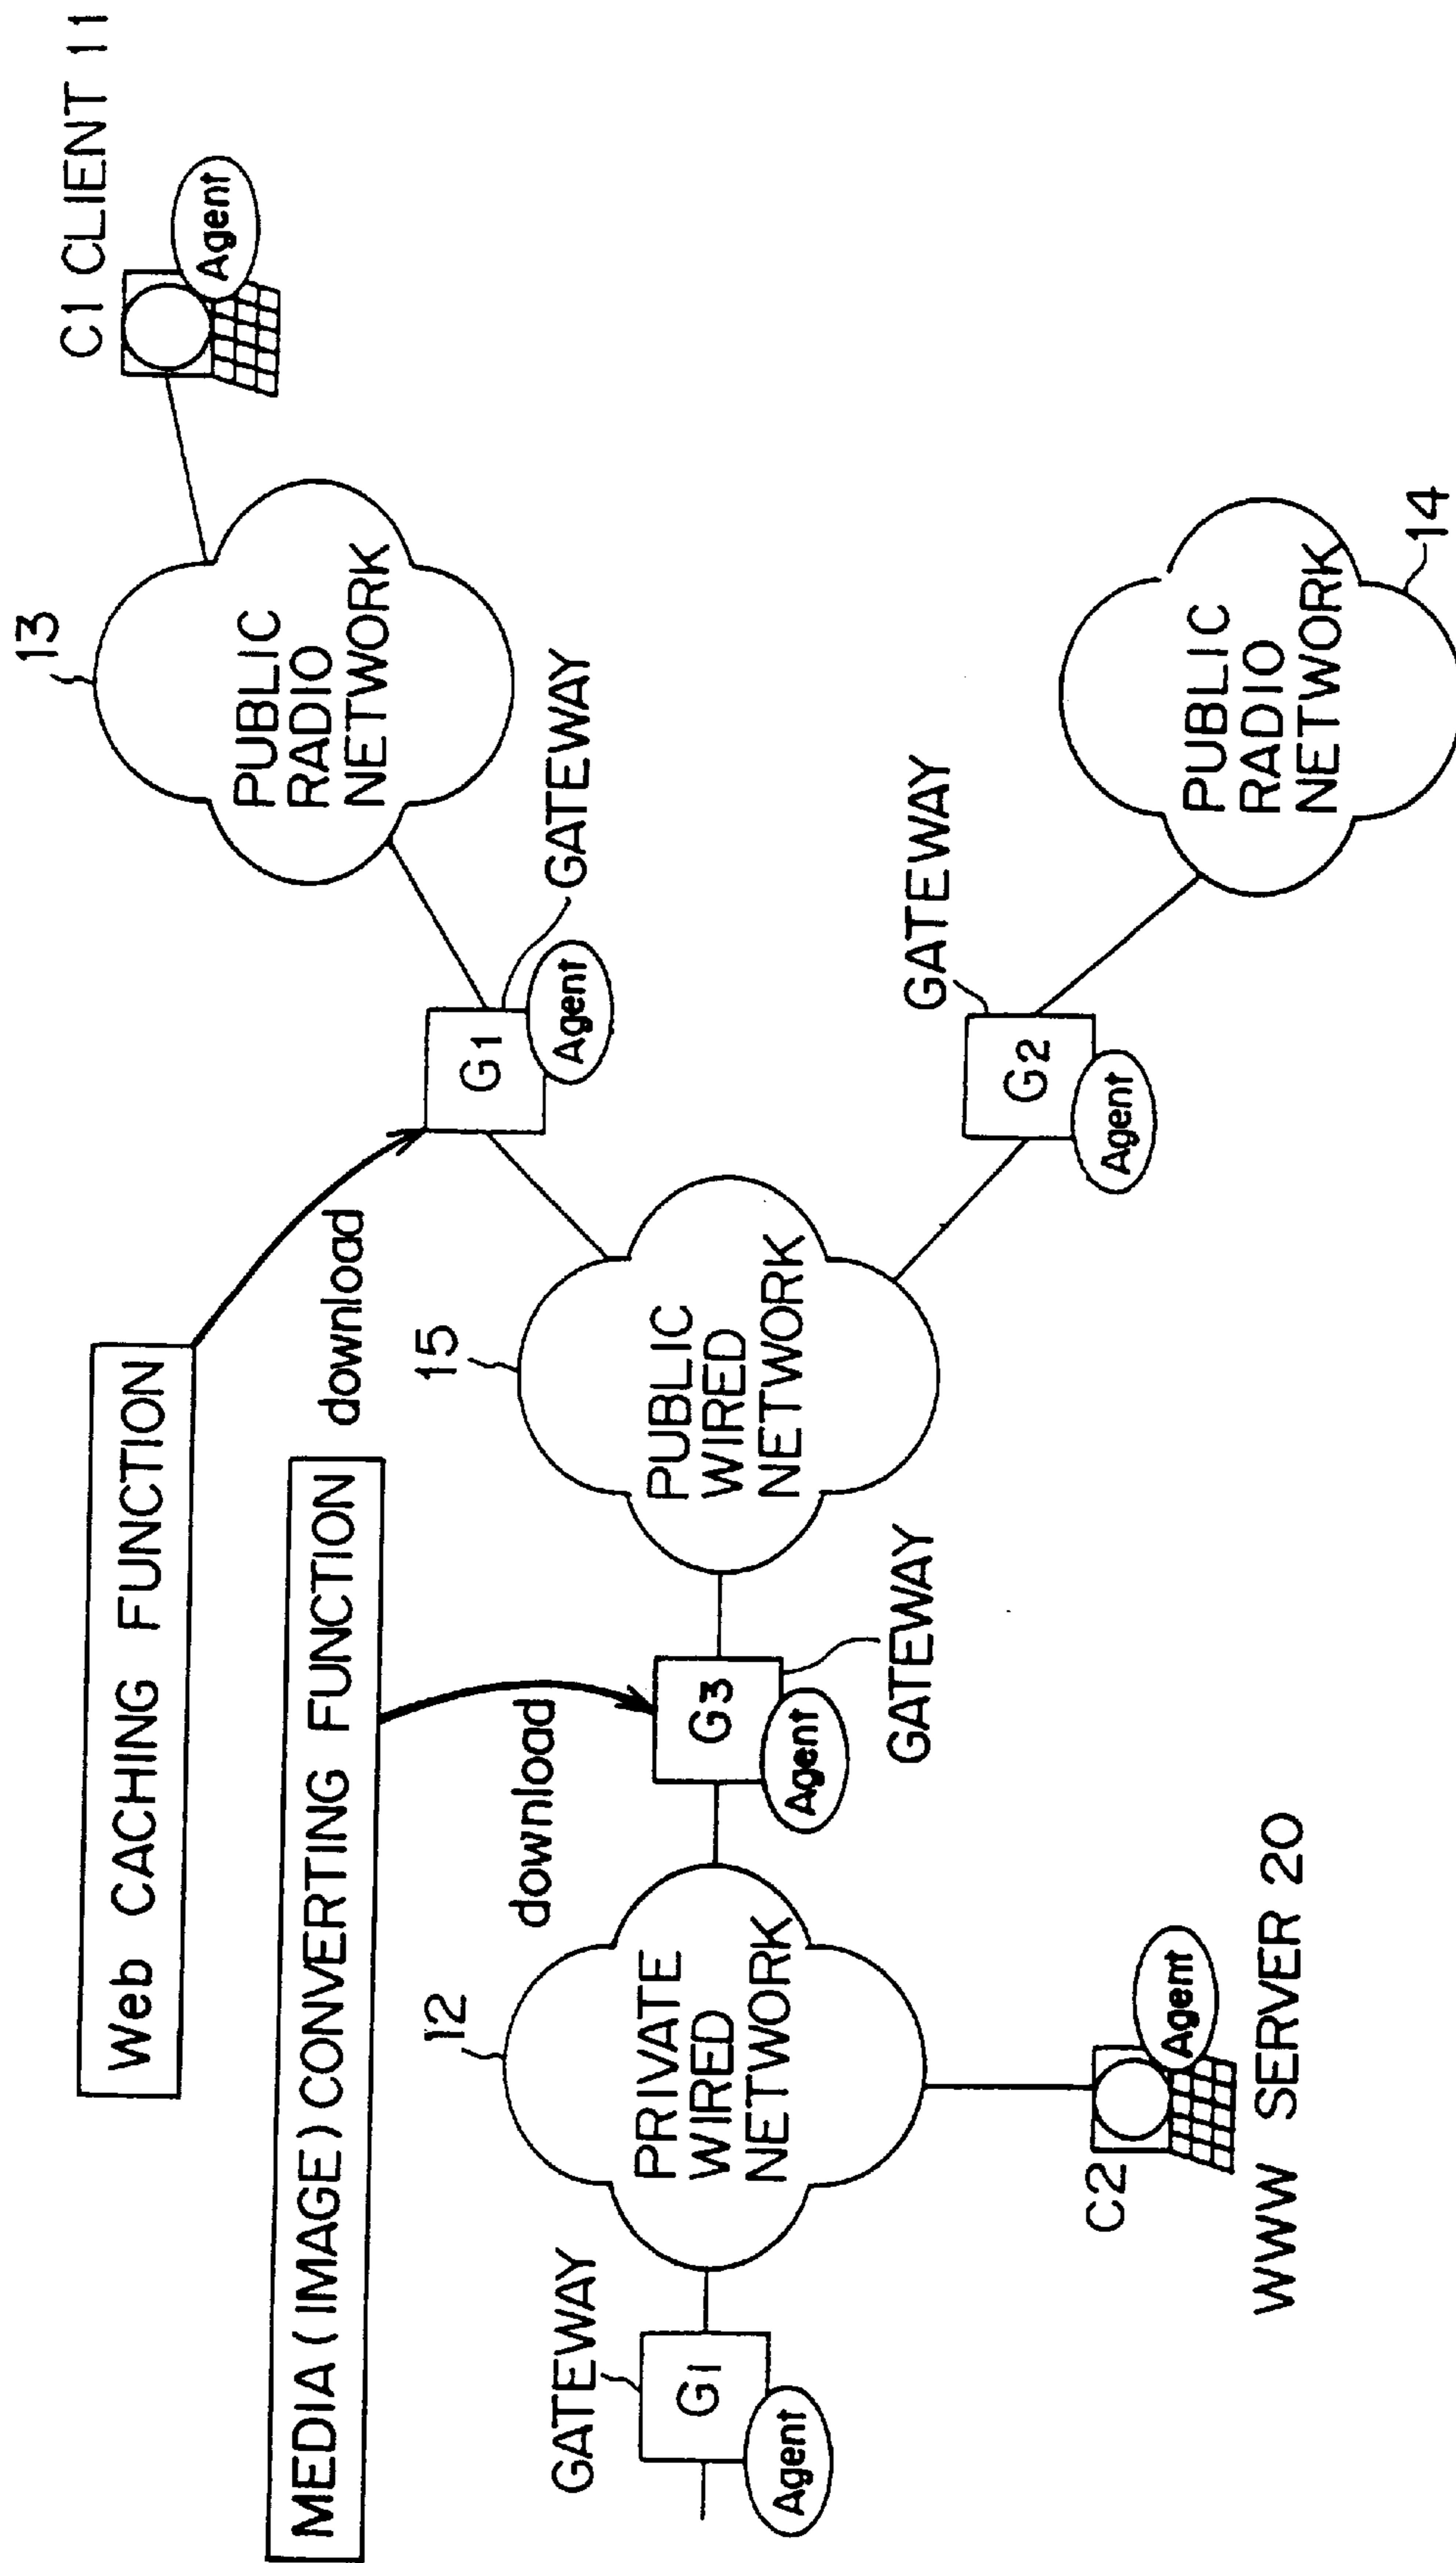 Web CACHING FUNCTION
MEDIA (IMAGE) CONVERTING FUNCTION
download
download
C1 CLIENT 11
Agent
13
PUBLIC
RADIO
NETWORK
GATEWAY
G1
Agent
15
PUBLIC
WIRED
NETWORK
GATEWAY
G2
Agent
PUBLIC
RADIO
NETWORK
14
G3
Agent
GATEWAY
12
PRIVATE
WIRED
NETWORK
GATEWAY
Gi
Agent
C2
Agent
WWW SERVER 20